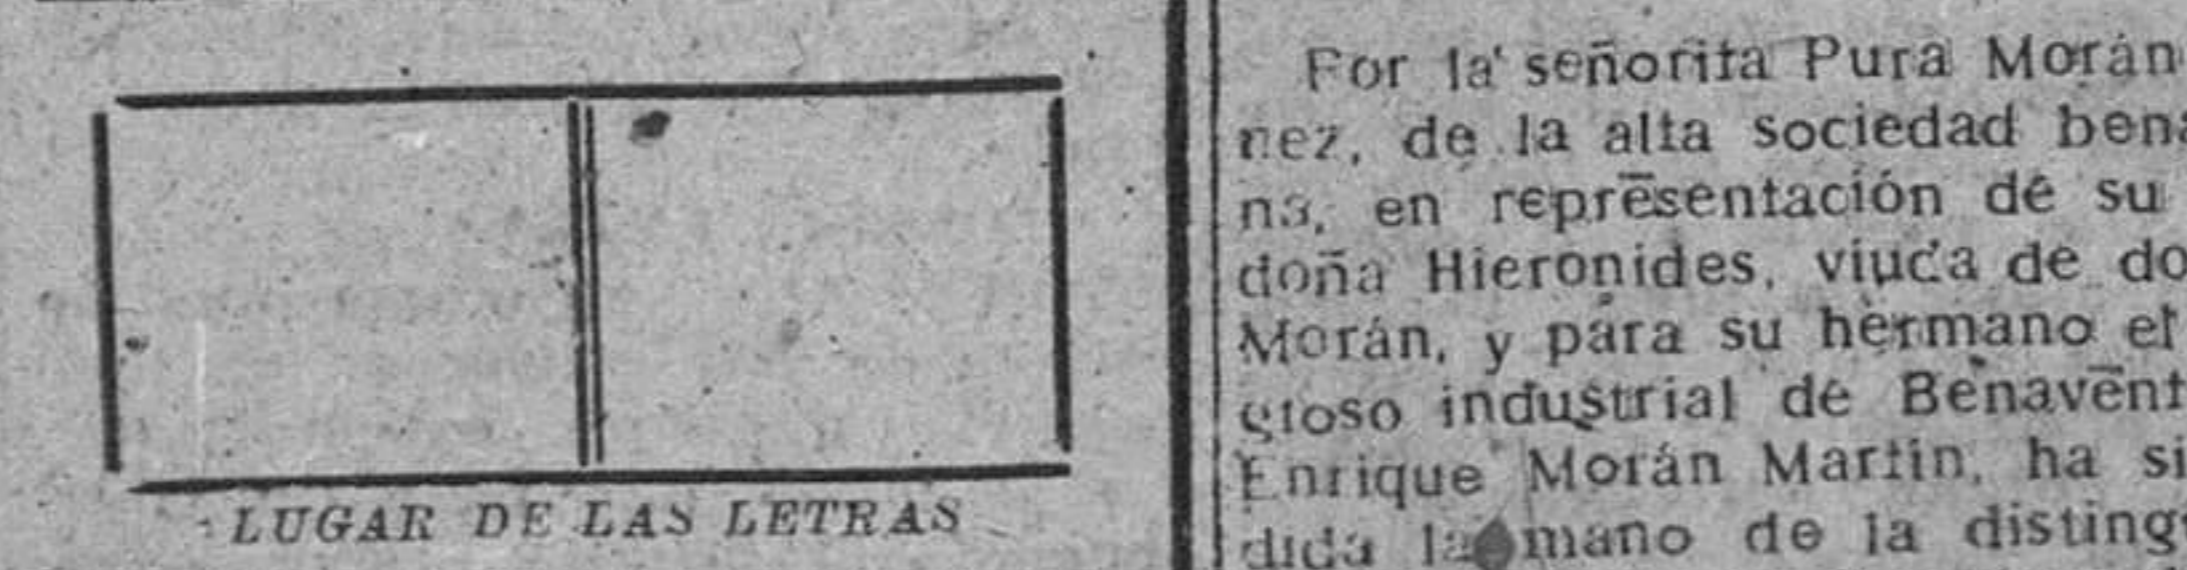 LUGAR DE LAS LETRAS
Por la señorita Pura Morán
nez, de la alta sociedad bena
na, en representación de su
doña Hieronides, viuda de do
Morán, y para su hermano el
gioso industrial de Benavent
Enrique Morán Martín, ha si
dida la mano de la disting